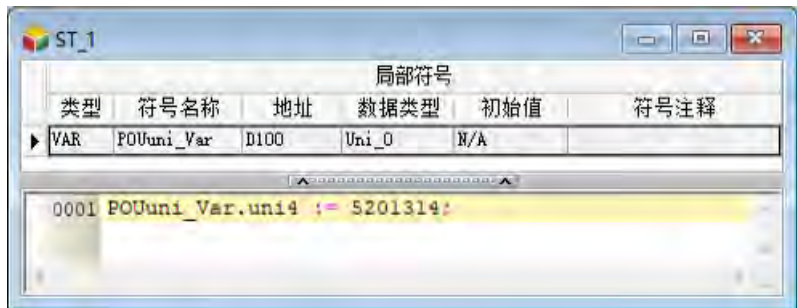 ST_1
局部符号
类型 符号名称 地址 数据类型 初始值 符号注释
VAR POUuni_Var D100 Uni_0 N/A
0001 POUuni_Var.uni4 := 5201314;